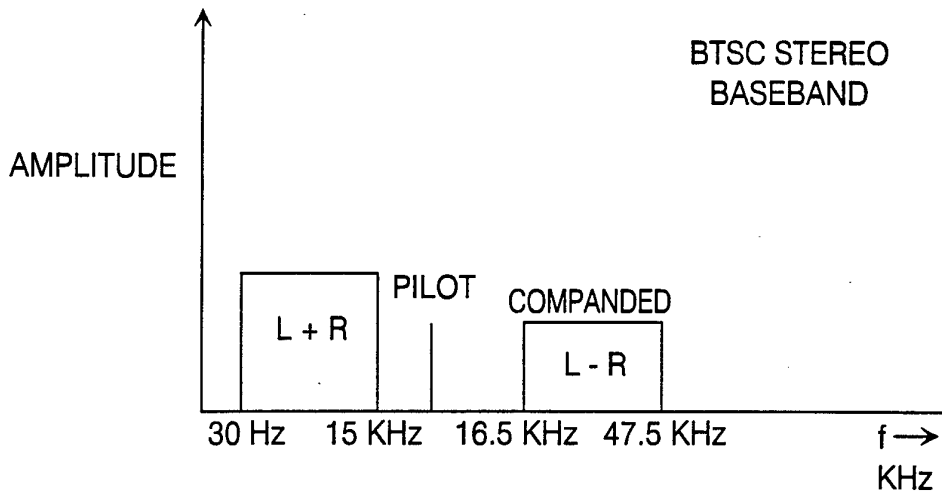 BTSC STEREO
BASEBAND
AMPLITUDE
PILOT
COMPANDED
L + R
L - R
30 Hz
15 KHz
16.5 KHz
47.5 KHz
f
KHz